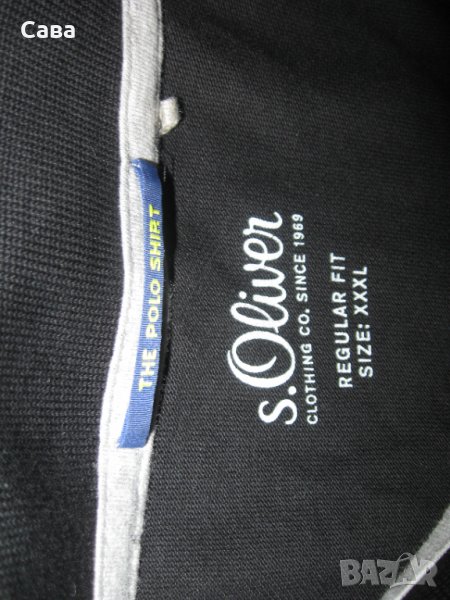 Сава
THE POLO SHIRT
s.Oliver
CLOTHING CO. SINCE 1969
REGULAR FIT
SIZE: XXXL
BAZAR